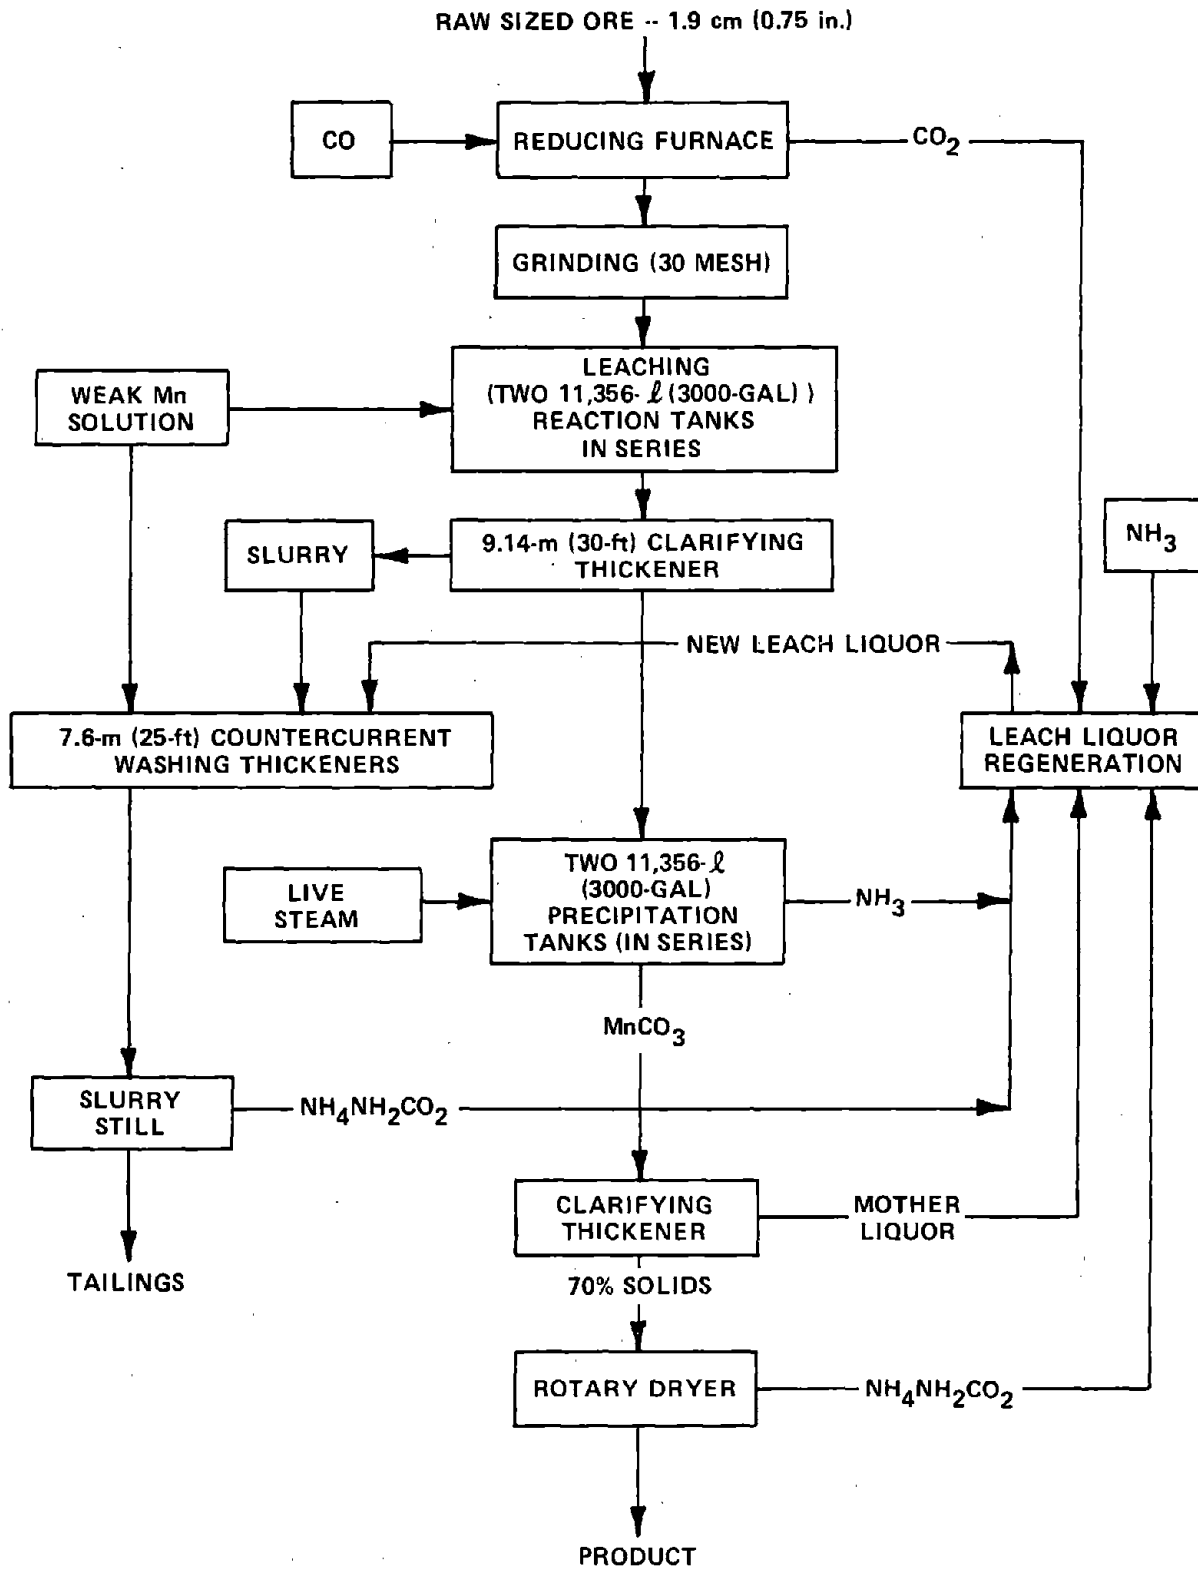 RAW SIZED ORE -- 1.9 cm (0.75 in.)
CO
REDUCING FURNACE
CO2
GRINDING (30 MESH)
WEAK Mn
SOLUTION
LEACHING
(TWO 11,356-ℓ (3000-GAL) )
REACTION TANKS
IN SERIES
SLURRY
9.14-m (30-ft) CLARIFYING
THICKENER
NH3
NEW LEACH LIQUOR
7.6-m (25-ft) COUNTERCURRENT
WASHING THICKENERS
LEACH LIQUOR
REGENERATION
LIVE
STEAM
TWO 11,356-ℓ
(3000-GAL)
PRECIPITATION
TANKS (IN SERIES)
NH3
MnCO3
SLURRY
STILL
NH4NH2CO2
CLARIFYING
THICKENER
MOTHER
LIQUOR
TAILINGS
70% SOLIDS
ROTARY DRYER
NH4NH2CO2
PRODUCT